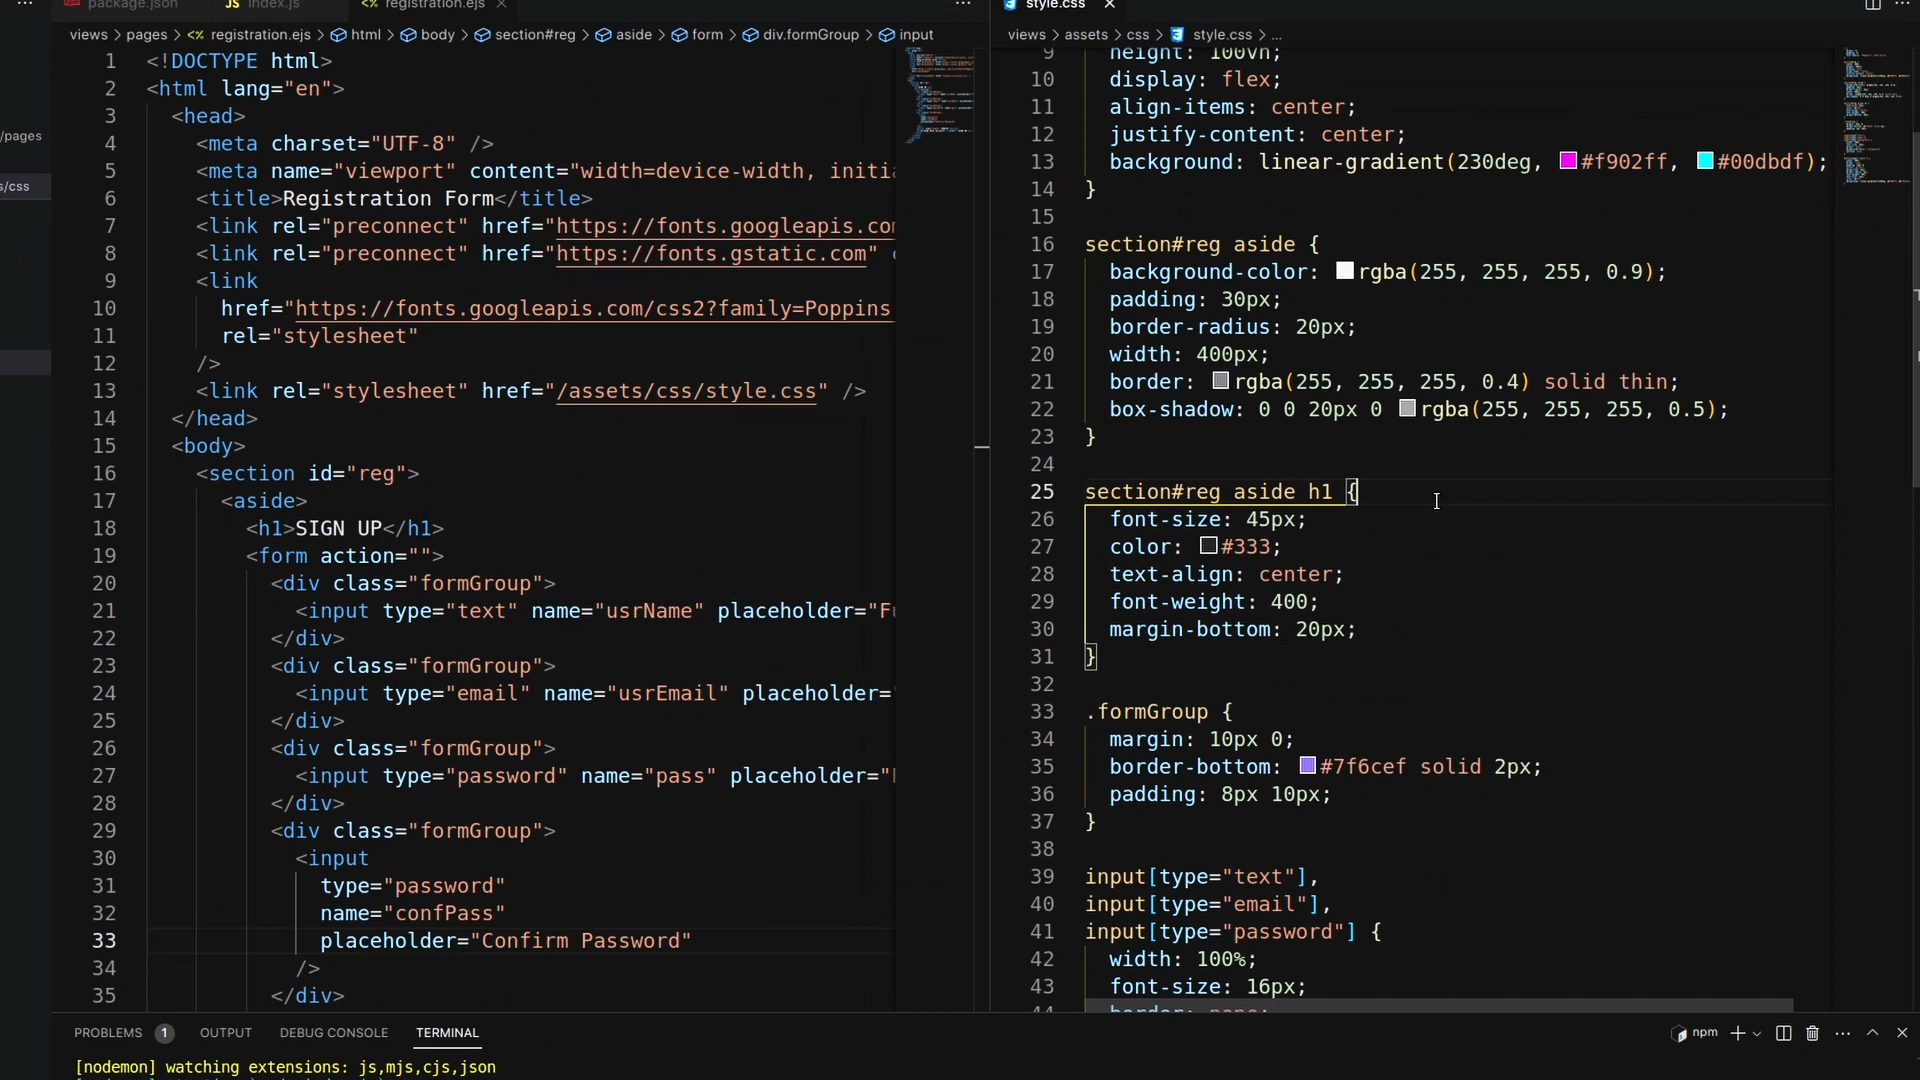 package.json
JS index.js
<% registration.ejs
style.css
views > pages > <% registration.ejs > html > body > section#reg > aside > form > div.formGroup > input
views > assets > css > style.css > ...
/pages
s/css
1 <!DOCTYPE html>
2 <html lang="en">
3 <head>
4 <meta charset="UTF-8" />
5 <meta name="viewport" content="width=device-width, initia
6 <title>Registration Form</title>
7 <link rel="preconnect" href="https://fonts.googleapis.com
8 <link rel="preconnect" href="https://fonts.gstatic.com" c
9 <link
10 href="https://fonts.googleapis.com/css2?family=Poppins:
11 rel="stylesheet"
12 />
13 <link rel="stylesheet" href="/assets/css/style.css" />
14 </head>
15 <body>
16 <section id="reg">
17 <aside>
18 <h1>SIGN UP</h1>
19 <form action="">
20 <div class="formGroup">
21 <input type="text" name="usrName" placeholder="Fu
22 </div>
23 <div class="formGroup">
24 <input type="email" name="usrEmail" placeholder="
25 </div>
26 <div class="formGroup">
27 <input type="password" name="pass" placeholder="
28 </div>
29 <div class="formGroup">
30 <input
31 type="password"
32 name="confPass"
33 placeholder="Confirm Password"
34 />
35 </div>
9 height: 100vh;
10 display: flex;
11 align-items: center;
12 justify-content: center;
13 background: linear-gradient(230deg, #f902ff, #00dbdf);
14 }
15
16 section#reg aside {
17 background-color: rgba(255, 255, 255, 0.9);
18 padding: 30px;
19 border-radius: 20px;
20 width: 400px;
21 border: rgba(255, 255, 255, 0.4) solid thin;
22 box-shadow: 0 0 20px 0 rgba(255, 255, 255, 0.5);
23 }
24
25 section#reg aside h1 {
26 font-size: 45px;
27 color: #333;
28 text-align: center;
29 font-weight: 400;
30 margin-bottom: 20px;
31 }
32
33 .formGroup {
34 margin: 10px 0;
35 border-bottom: #7f6cef solid 2px;
36 padding: 8px 10px;
37 }
38
39 input[type="text"],
40 input[type="email"],
41 input[type="password"] {
42 width: 100%;
43 font-size: 16px;
44 border: none;
PROBLEMS 1 OUTPUT DEBUG CONSOLE TERMINAL
npm
[nodemon] watching extensions: js,mjs,cjs,json